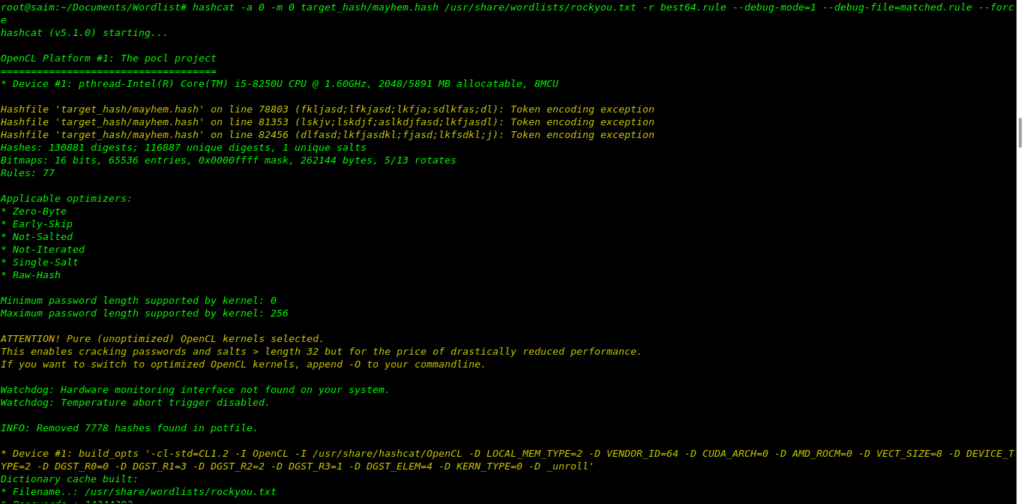 root@saim:~/Documents/Wordlist# hashcat -a 0 -m 0 target_hash/mayhem.hash /usr/share/wordlists/rockyou.txt -r best64.rule --debug-mode=1 --debug-file=matched.rule --forc
e
hashcat (v5.1.0) starting...
OpenCL Platform #1: The pocl project
====================================
* Device #1: pthread-Intel(R) Core(TM) i5-8250U CPU @ 1.60GHz, 2048/5891 MB allocatable, 8MCU
Hashfile 'target_hash/mayhem.hash' on line 78803 (fkljasd;lfkjasd;lkfja;sdlkfas;dl): Token encoding exception
Hashfile 'target_hash/mayhem.hash' on line 81353 (lskjv;lskdjf;aslkdjfasd;lkfjasdl): Token encoding exception
Hashfile 'target_hash/mayhem.hash' on line 82456 (dlfasd;lkfjasdkl;fjasd;lkfsdkl;j): Token encoding exception
Hashes: 130881 digests; 116887 unique digests, 1 unique salts
Bitmaps: 16 bits, 65536 entries, 0x0000ffff mask, 262144 bytes, 5/13 rotates
Rules: 77
Applicable optimizers:
* Zero-Byte
* Early-Skip
* Not-Salted
* Not-Iterated
* Single-Salt
* Raw-Hash
Minimum password length supported by kernel: 0
Maximum password length supported by kernel: 256
ATTENTION! Pure (unoptimized) OpenCL kernels selected.
This enables cracking passwords and salts > length 32 but for the price of drastically reduced performance.
If you want to switch to optimized OpenCL kernels, append -O to your commandline.
Watchdog: Hardware monitoring interface not found on your system.
Watchdog: Temperature abort trigger disabled.
INFO: Removed 7778 hashes found in potfile.
* Device #1: build_opts '-cl-std=CL1.2 -I OpenCL -I /usr/share/hashcat/OpenCL -D LOCAL_MEM_TYPE=2 -D VENDOR_ID=64 -D CUDA_ARCH=0 -D AMD_ROCM=0 -D VECT_SIZE=8 -D DEVICE_T
YPE=2 -D DGST_R0=0 -D DGST_R1=3 -D DGST_R2=2 -D DGST_R3=1 -D DGST_ELEM=4 -D KERN_TYPE=0 -D _unroll'
Dictionary cache built:
* Filename..: /usr/share/wordlists/rockyou.txt